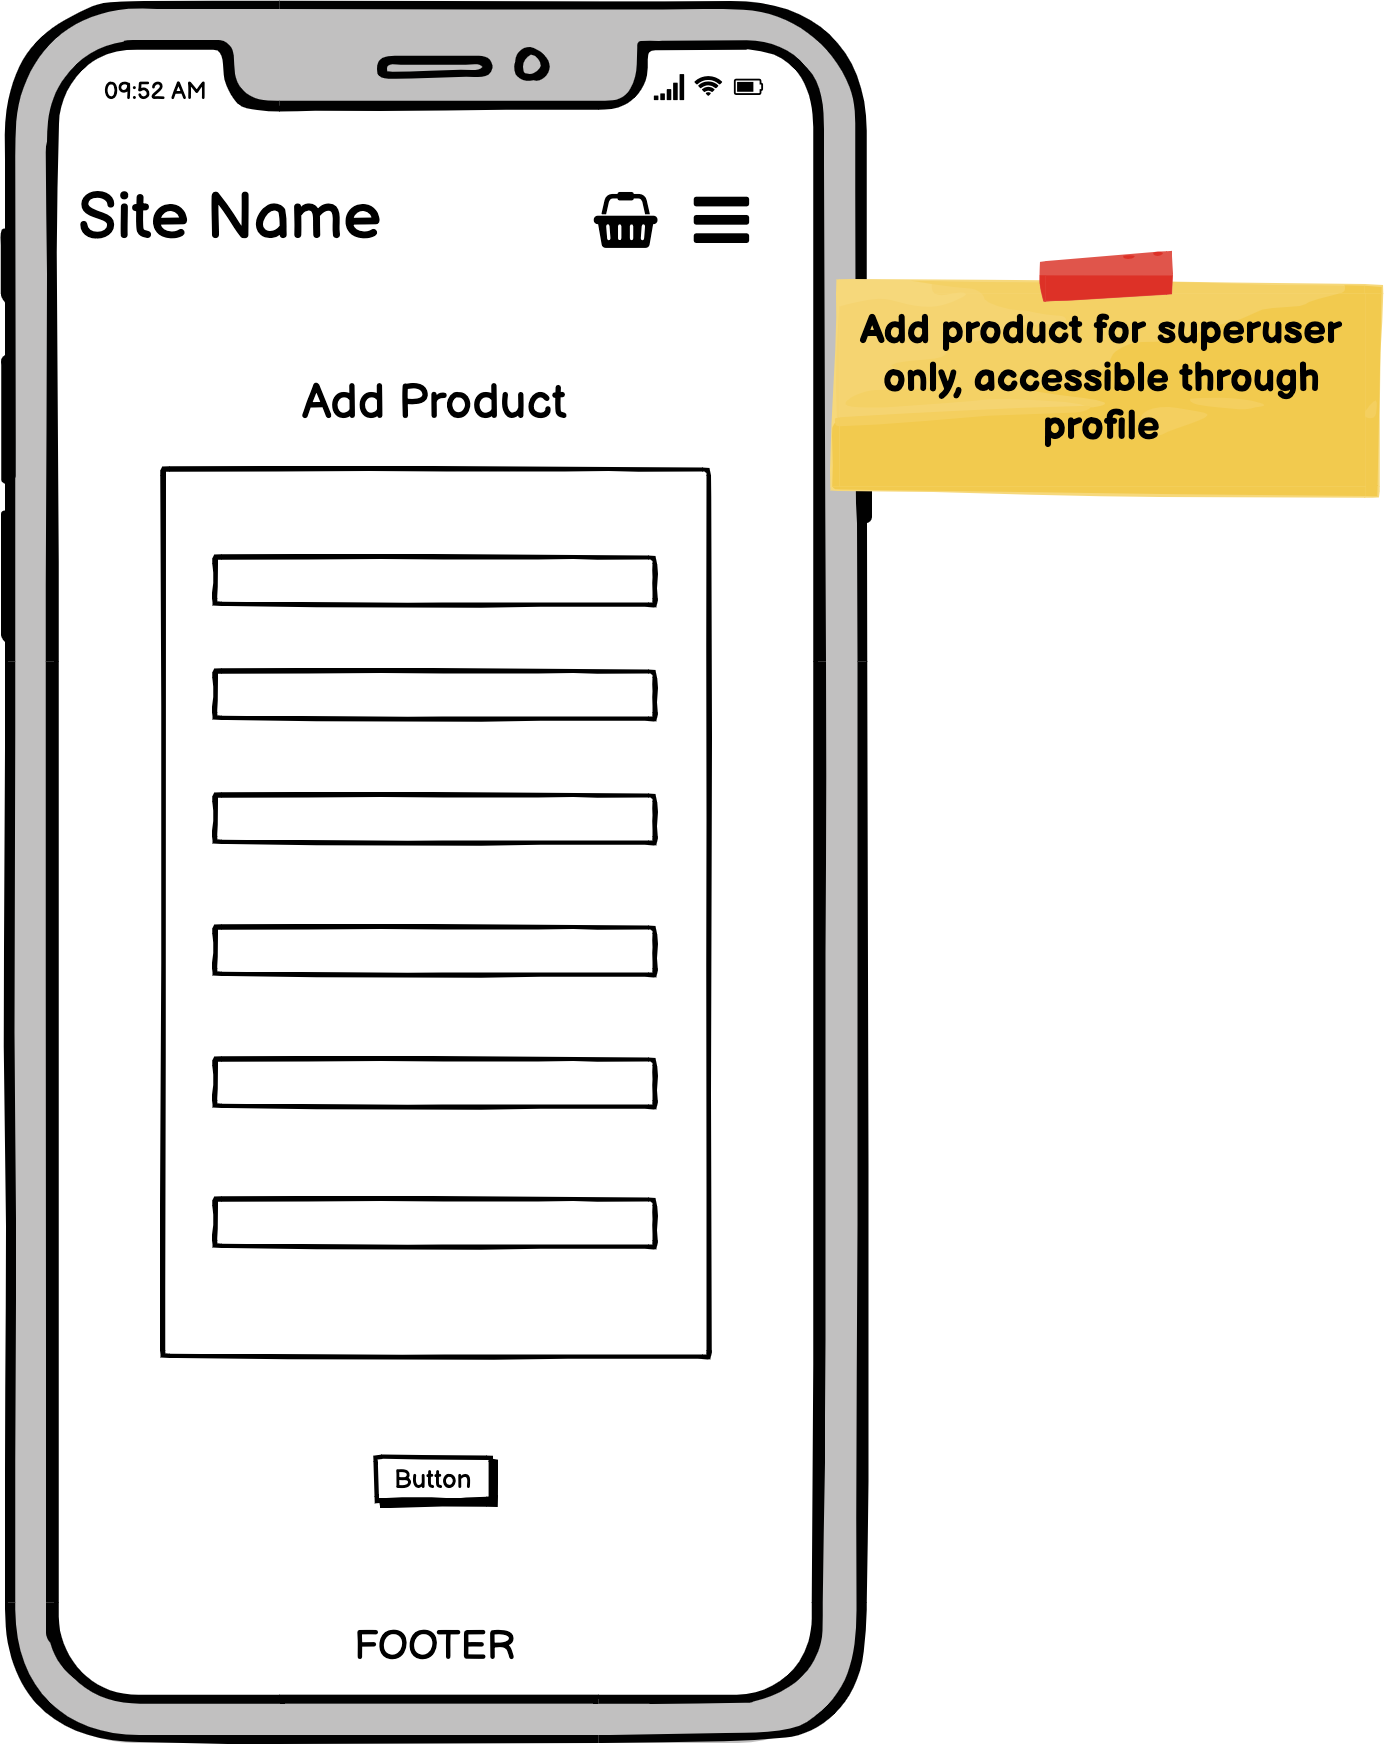 09:52 AM
Site Name
Add product for superuser
only, accessible through
profile
Add Product
Button
FOOTER